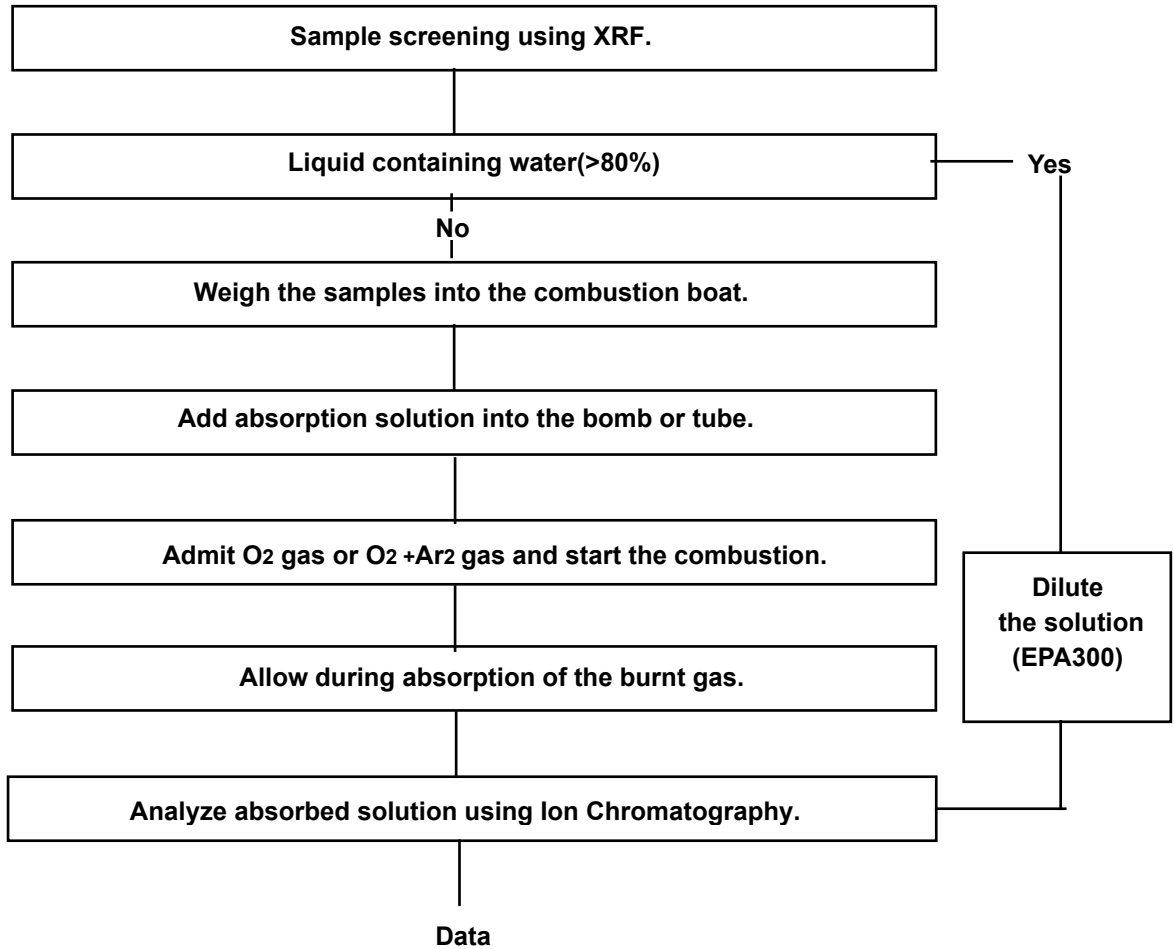 Sample screening using XRF.
Liquid containing water(>80%)
Yes
No
Weigh the samples into the combustion boat.
Add absorption solution into the bomb or tube.
Admit O2 gas or O2 +Ar2 gas and start the combustion.
Dilute
the solution
(EPA300)
Allow during absorption of the burnt gas.
Analyze absorbed solution using Ion Chromatography.
Data